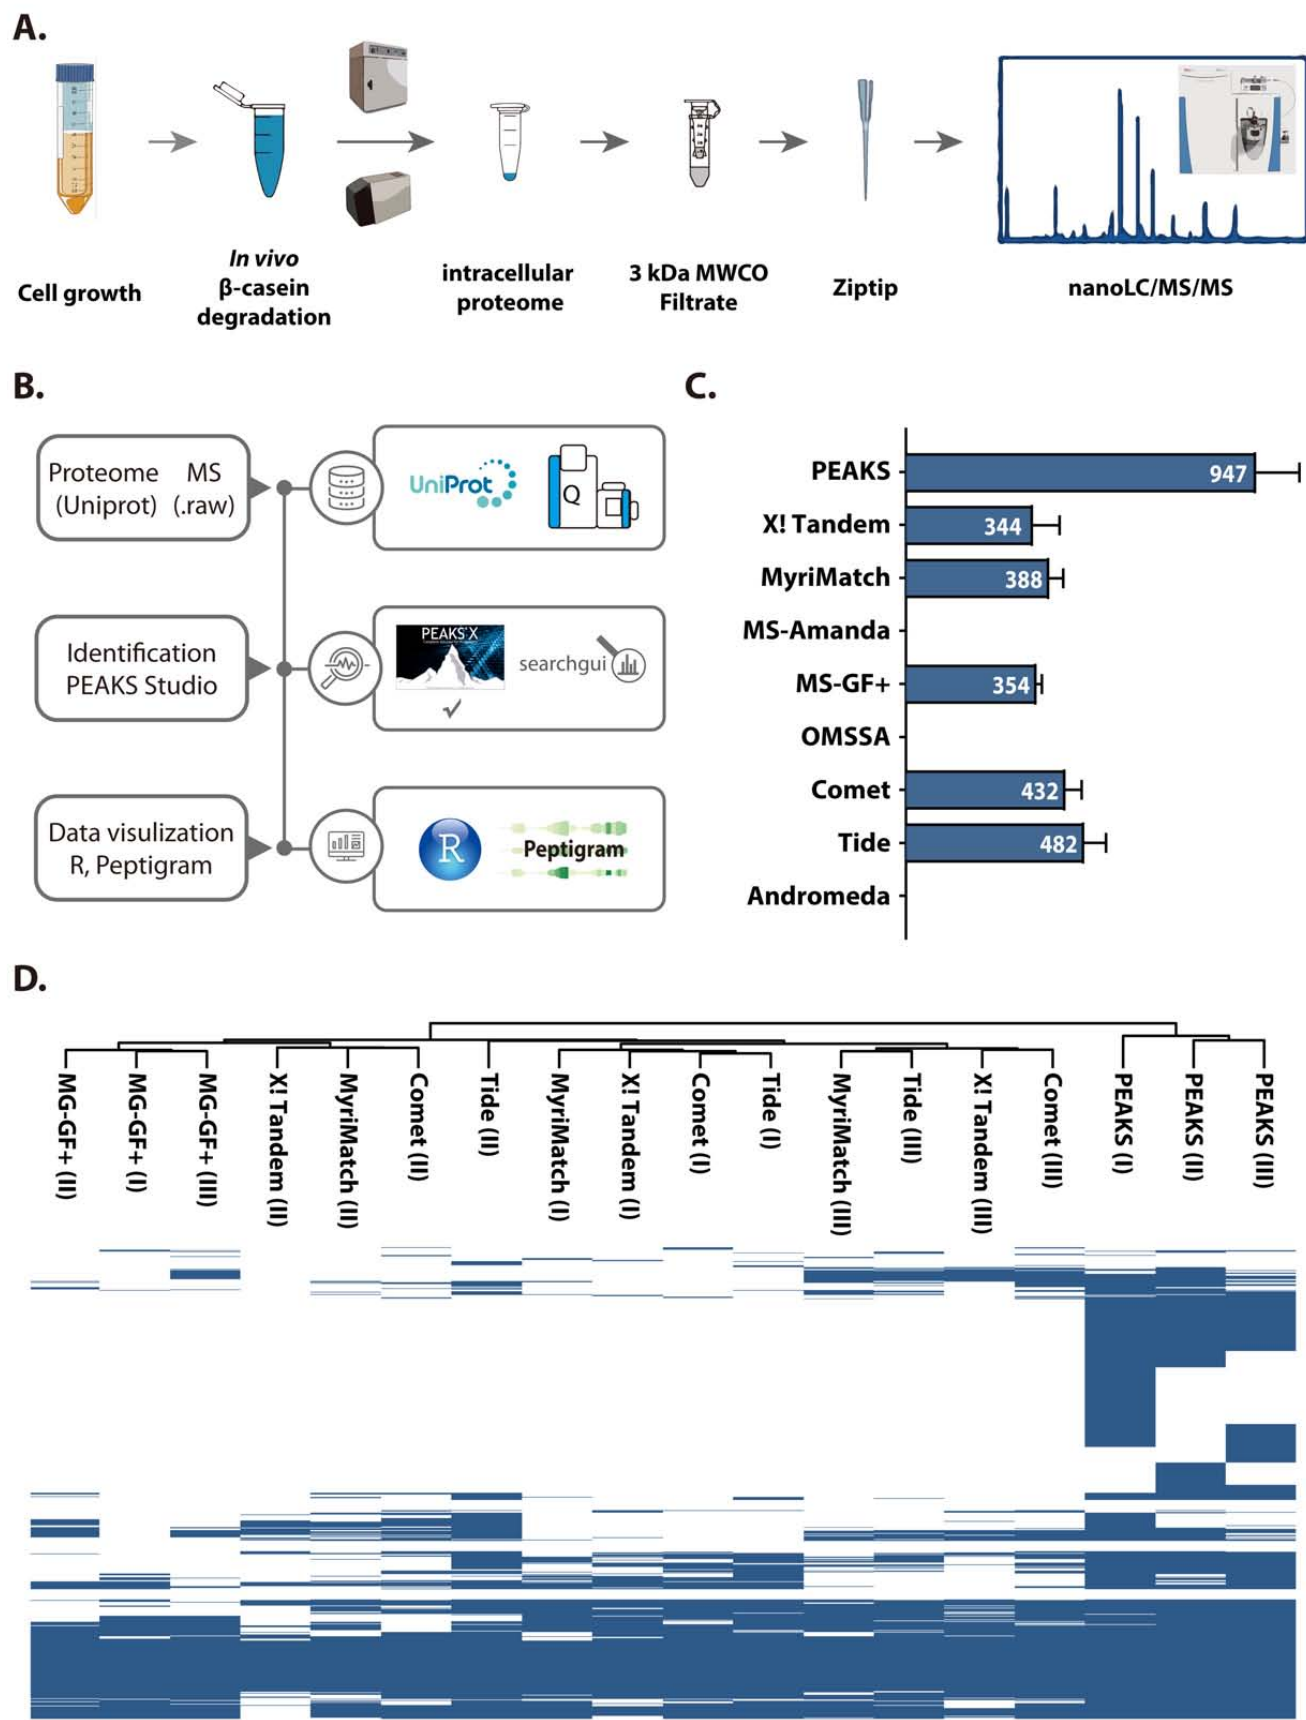 A.
Cell growth
In vivo
β-casein
degradation
intracellular
proteome
3 kDa MWCO
Filtrate
Ziptip
nanoLC/MS/MS
B.
Proteome MS
(Uniprot) (.raw)
UniProt
Q
Identification
PEAKS Studio
PEAKS X
searchgui
Data visulization
R, Peptigram
R
Peptigram
C.
PEAKS 947
X! Tandem 344
MyriMatch 388
MS-Amanda
MS-GF+ 354
OMSSA
Comet 432
Tide 482
Andromeda
D.
MG-GF+ (II)
MG-GF+ (I)
MG-GF+ (III)
X! Tandem (II)
MyriMatch (II)
Comet (II)
Tide (II)
MyriMatch (I)
X! Tandem (I)
Comet (I)
Tide (I)
MyriMatch (III)
Tide (III)
X! Tandem (III)
Comet (III)
PEAKS (I)
PEAKS (II)
PEAKS (III)